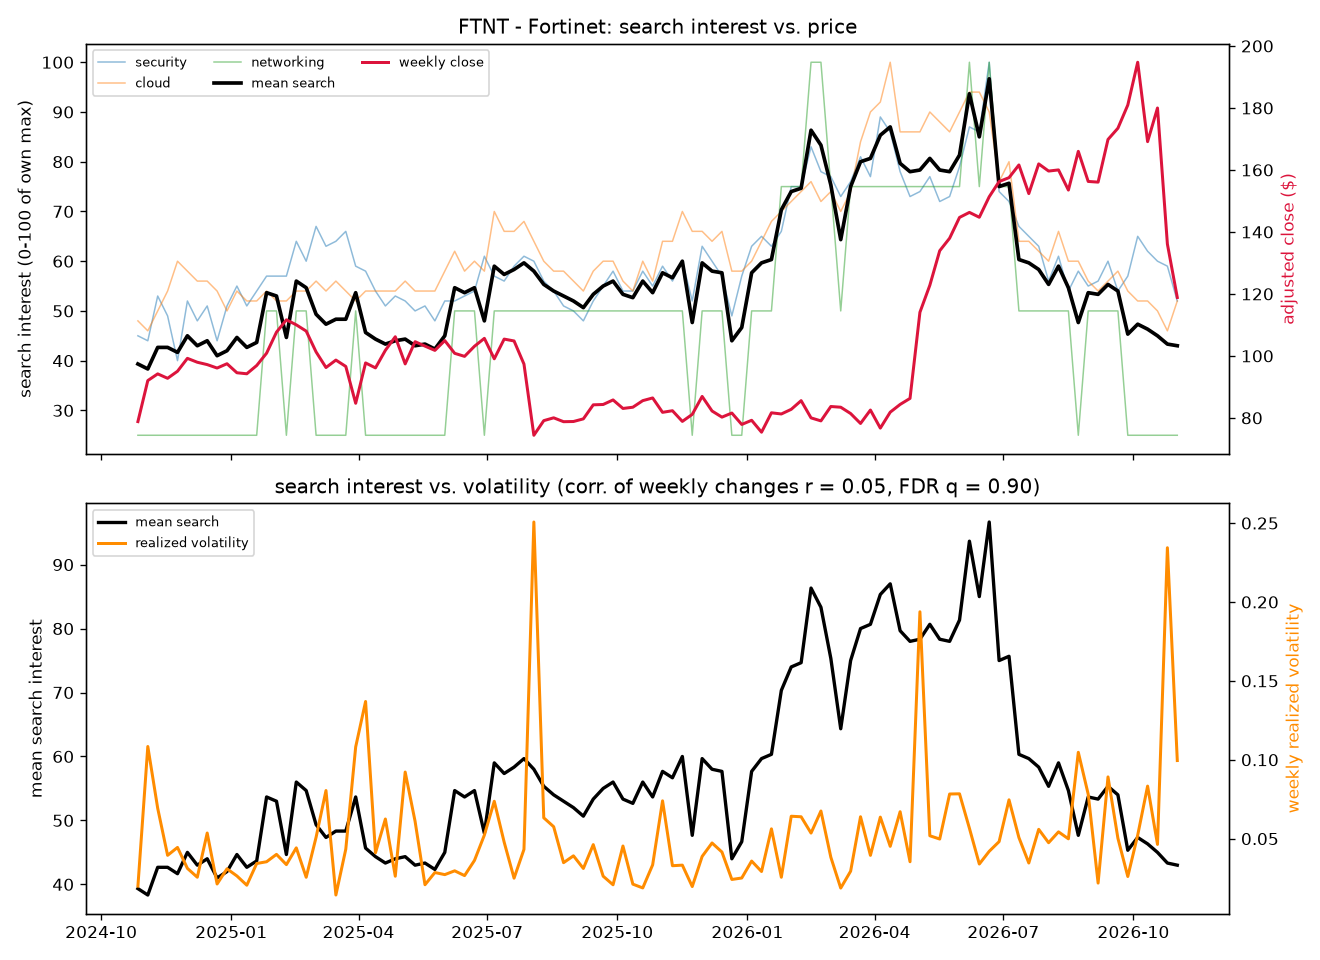 FTNT - Fortinet: search interest vs. price
security
cloud
networking
mean search
weekly close
search interest (0-100 of own max)
100
90
80
70
60
50
40
30
200
180
160
140
120
100
80
adjusted close ($)
search interest vs. volatility (corr. of weekly changes r = 0.05, FDR q = 0.90)
mean search
realized volatility
mean search interest
90
80
70
60
50
40
0.25
0.20
0.15
0.10
0.05
weekly realized volatility
2024-10
2025-01
2025-04
2025-07
2025-10
2026-01
2026-04
2026-07
2026-10